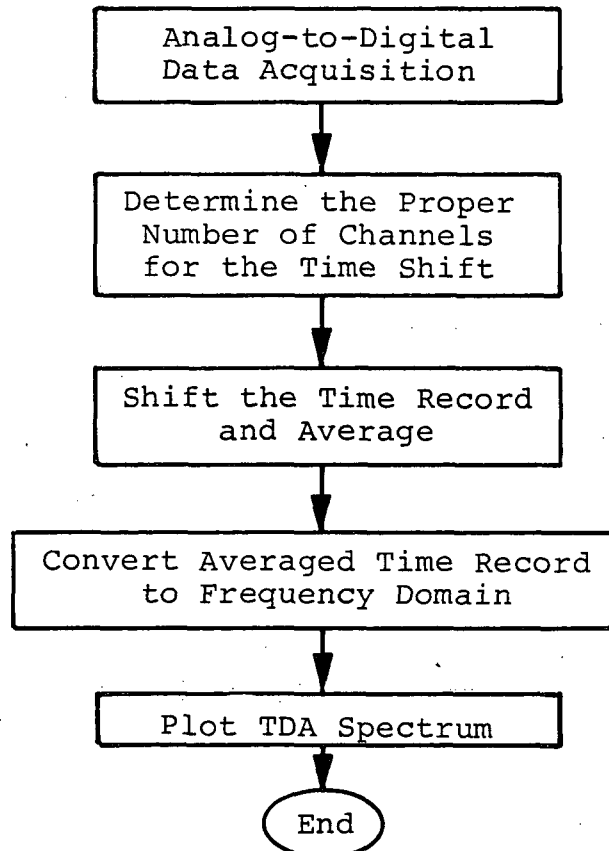 Analog-to-Digital
Data Acquisition
Determine the Proper
Number of Channels
for the Time Shift
Shift the Time Record
and Average
Convert Averaged Time Record
to Frequency Domain
Plot TDA Spectrum
End